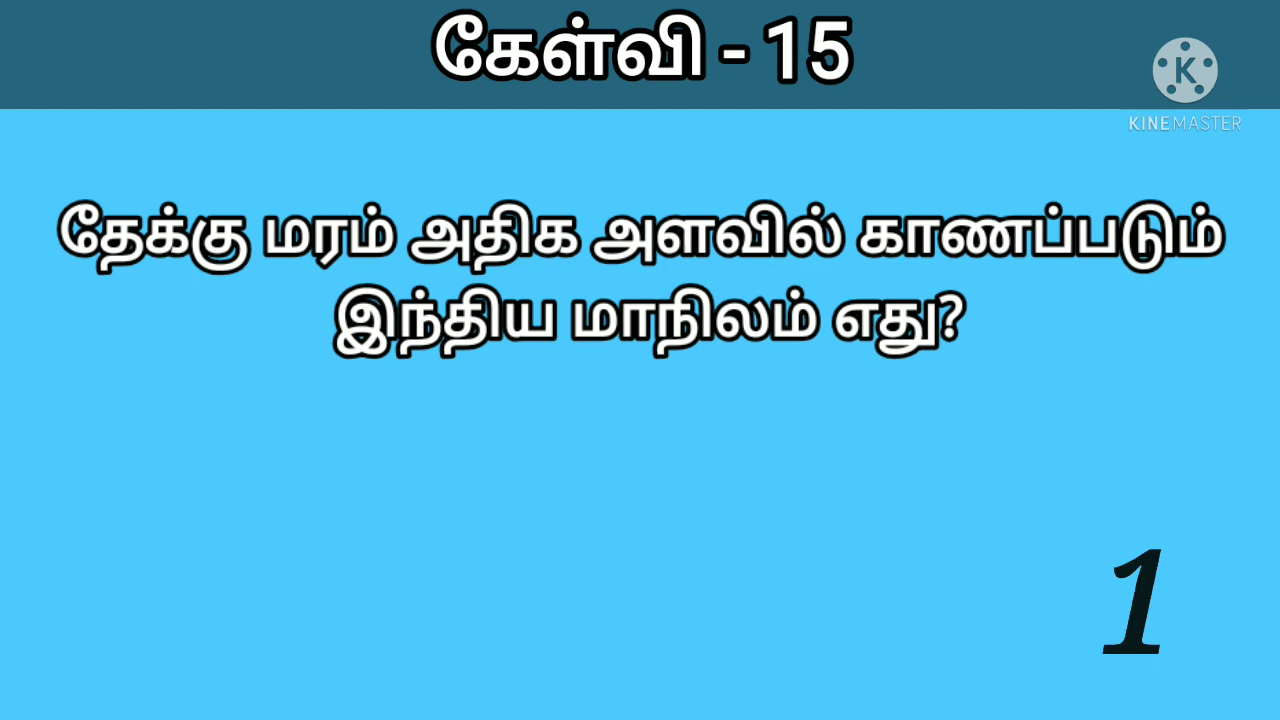 கேள்வி - 15
KINEMASTER
தேக்கு மரம் அதிக அளவில் காணப்படும்
இந்திய மாநிலம் எது?
1